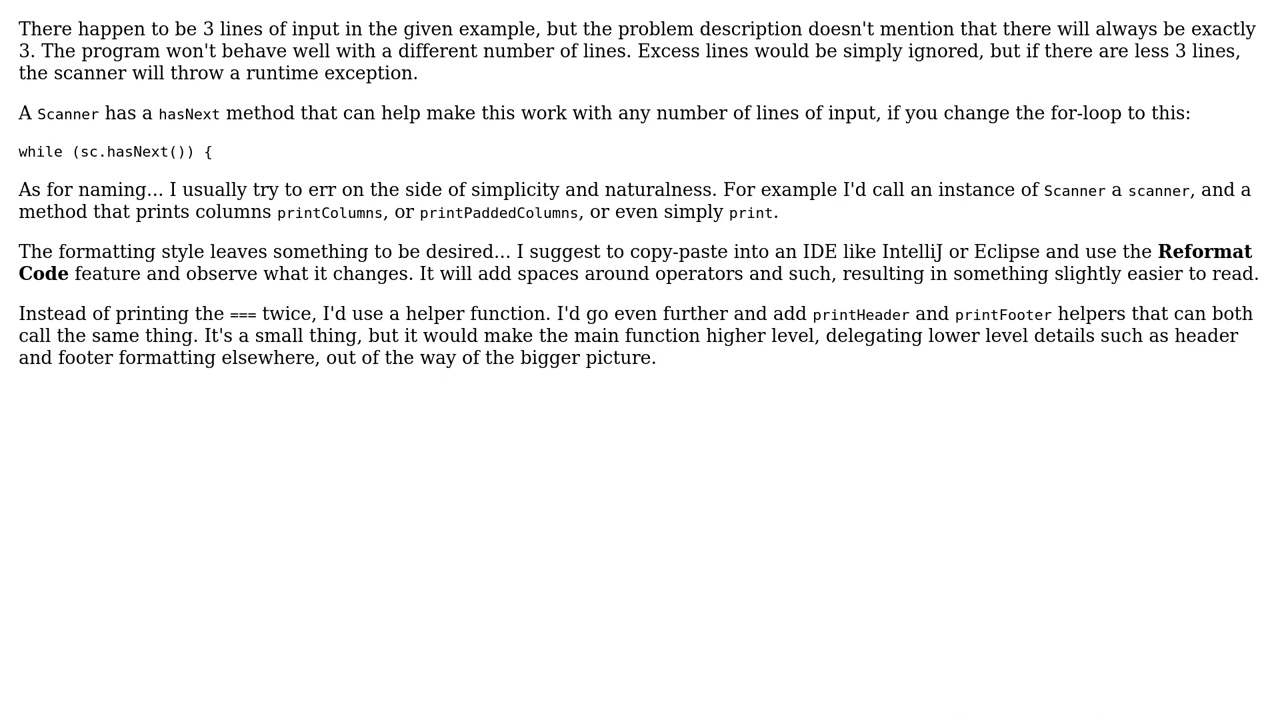 There happen to be 3 lines of input in the given example, but the problem description doesn't mention that there will always be exactly
3. The program won't behave well with a different number of lines. Excess lines would be simply ignored, but if there are less 3 lines,
the scanner will throw a runtime exception.
A Scanner has a hasNext method that can help make this work with any number of lines of input, if you change the for-loop to this:
while (sc.hasNext()) {
As for naming... I usually try to err on the side of simplicity and naturalness. For example I'd call an instance of Scanner a scanner, and a
method that prints columns printColumns, or printPaddedColumns, or even simply print.
The formatting style leaves something to be desired... I suggest to copy-paste into an IDE like IntelliJ or Eclipse and use the Reformat
Code feature and observe what it changes. It will add spaces around operators and such, resulting in something slightly easier to read.
Instead of printing the === twice, I'd use a helper function. I'd go even further and add printHeader and printFooter helpers that can both
call the same thing. It's a small thing, but it would make the main function higher level, delegating lower level details such as header
and footer formatting elsewhere, out of the way of the bigger picture.